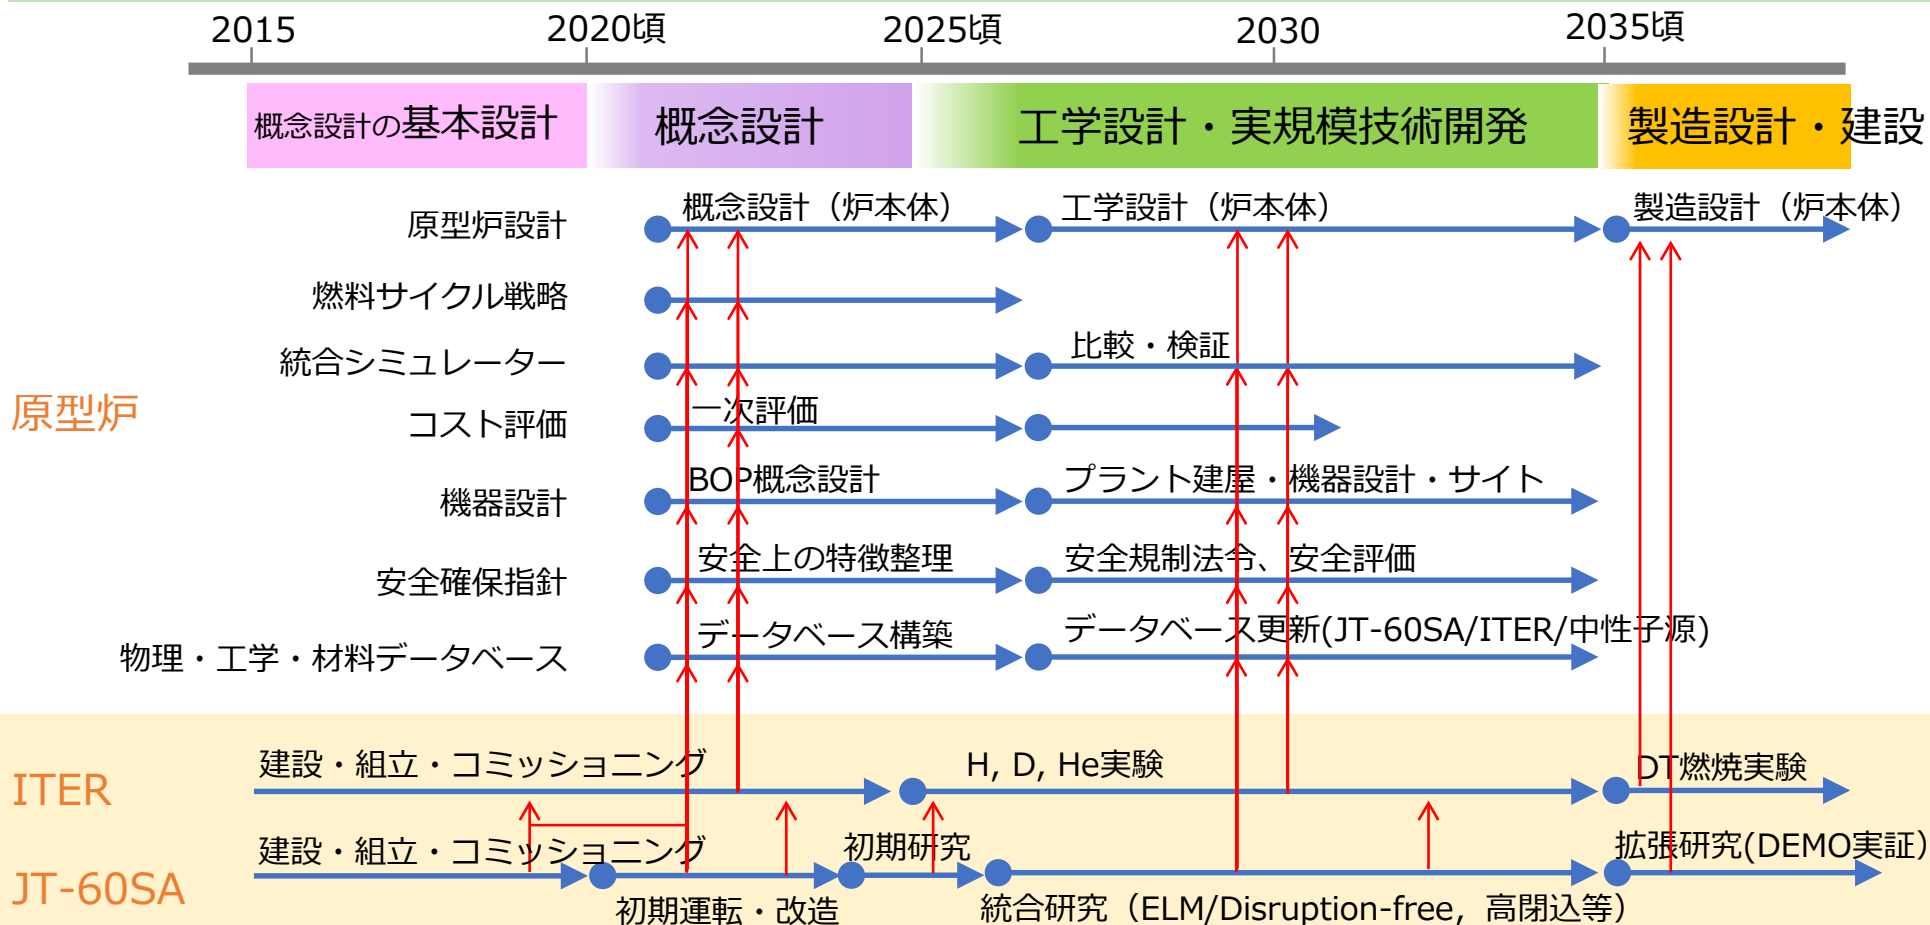 2015
2020頃
2025頃
2030
2035頃
概念設計の基本設計
概念設計
工学設計・実規模技術開発
製造設計・建設
原型炉
原型炉設計
概念設計（炉本体）
工学設計（炉本体）
製造設計（炉本体）
燃料サイクル戦略
統合シミュレーター
比較・検証
コスト評価
一次評価
機器設計
BOP概念設計
プラント建屋・機器設計・サイト
安全確保指針
安全上の特徴整理
安全規制法令、安全評価
物理・工学・材料データベース
データベース構築
データベース更新(JT-60SA/ITER/中性子源)
ITER
建設・組立・コミッショニング
H, D, He実験
DT燃焼実験
JT-60SA
建設・組立・コミッショニング
初期運転・改造
初期研究
統合研究（ELM/Disruption-free，高閉込等）
拡張研究(DEMO実証)